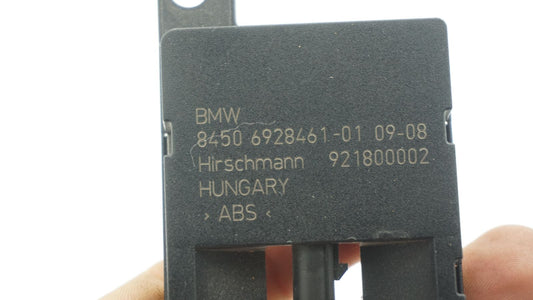 BMW
8450 6928461-01 09-08
Hirschmann 921800002
HUNGARY
> ABS <